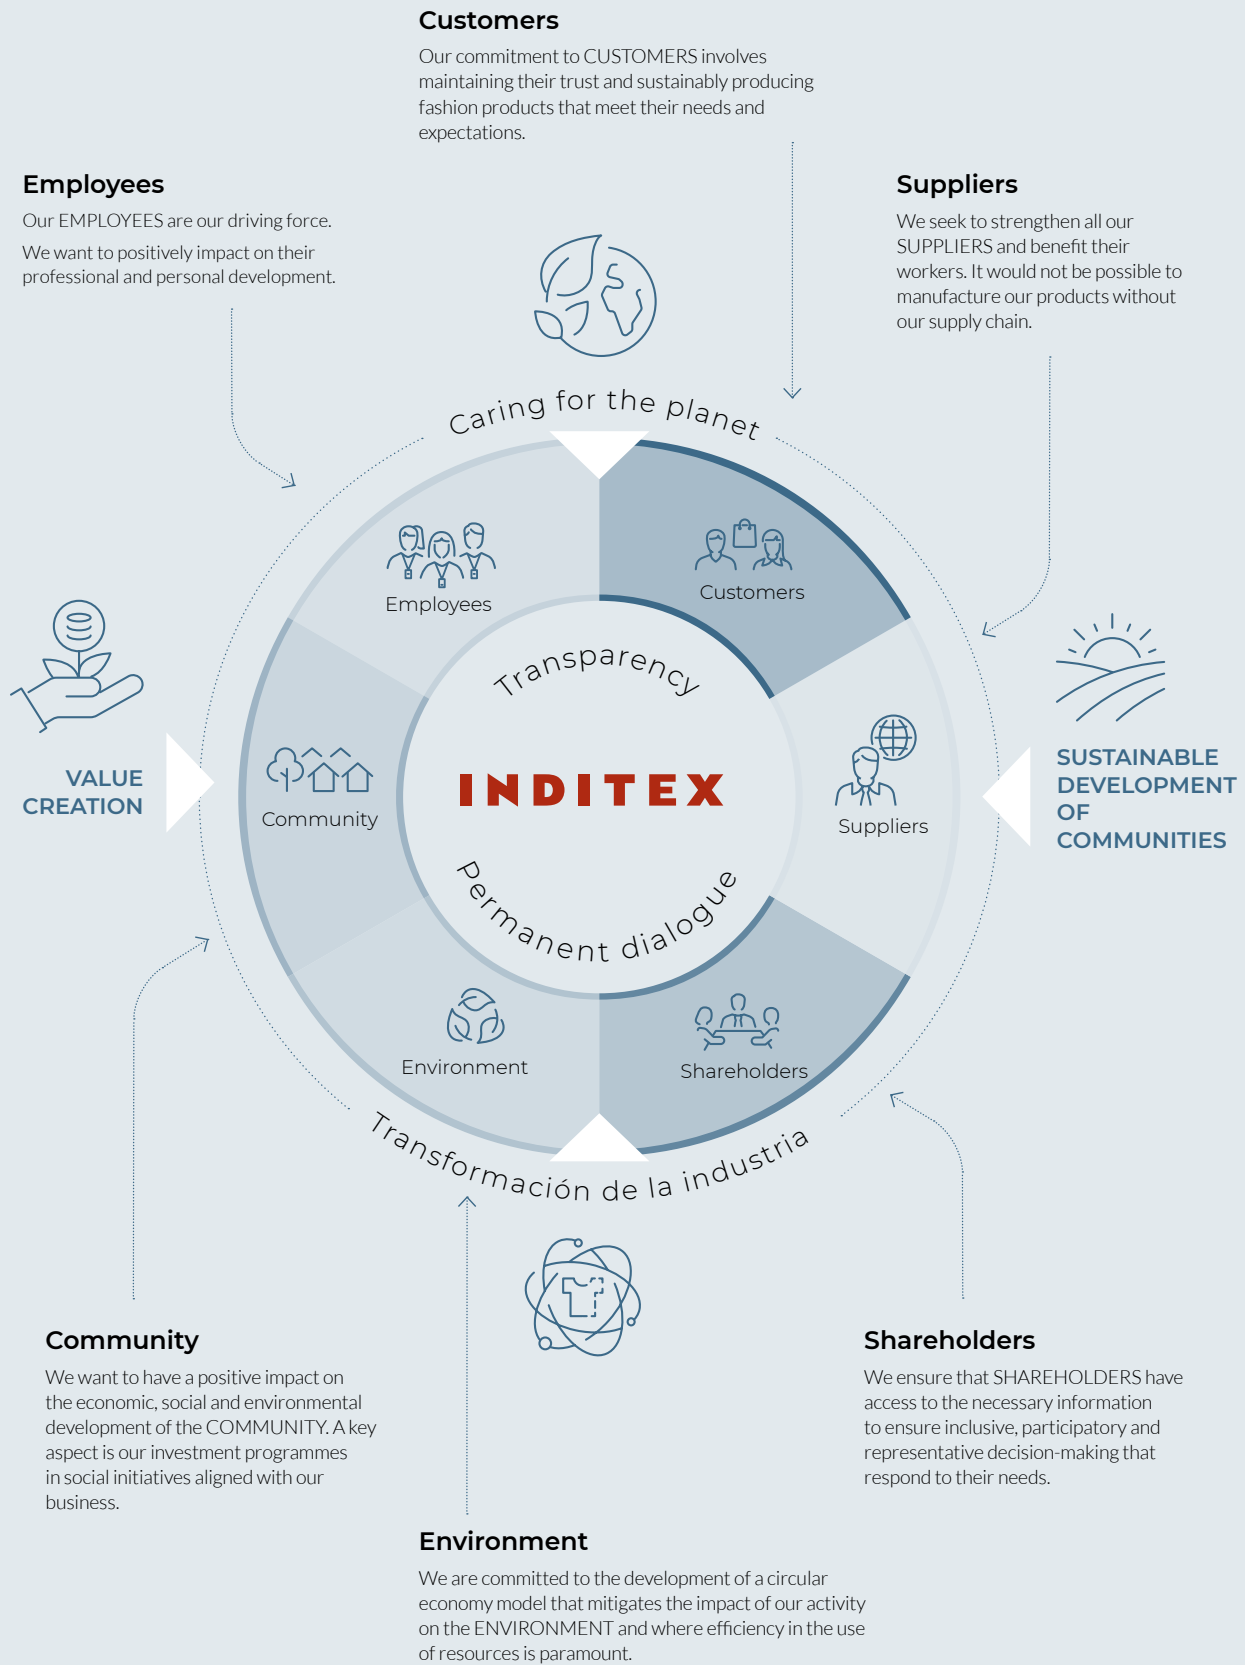 Customers
Our commitment to CUSTOMERS involves
maintaining their trust and sustainably producing
fashion products that meet their needs and
expectations.
Employees
Our EMPLOYEES are our driving force.
We want to positively impact on their
professional and personal development.
Suppliers
We seek to strengthen all our
SUPPLIERS and benefit their
workers. It would not be possible to
manufacture our products without
our supply chain.
Caring for the planet
Employees
Customers
Transparency
VALUE
CREATION
Community
INDITEX
Suppliers
SUSTAINABLE
DEVELOPMENT
OF
COMMUNITIES
Permanent dialogue
Environment
Shareholders
Transformación de la industria
Community
We want to have a positive impact on
the economic, social and environmental
development of the COMMUNITY. A key
aspect is our investment programmes
in social initiatives aligned with our
business.
Shareholders
We ensure that SHAREHOLDERS have
access to the necessary information
to ensure inclusive, participatory and
representative decision-making that
respond to their needs.
Environment
We are committed to the development of a circular
economy model that mitigates the impact of our activity
on the ENVIRONMENT and where efficiency in the use
of resources is paramount.